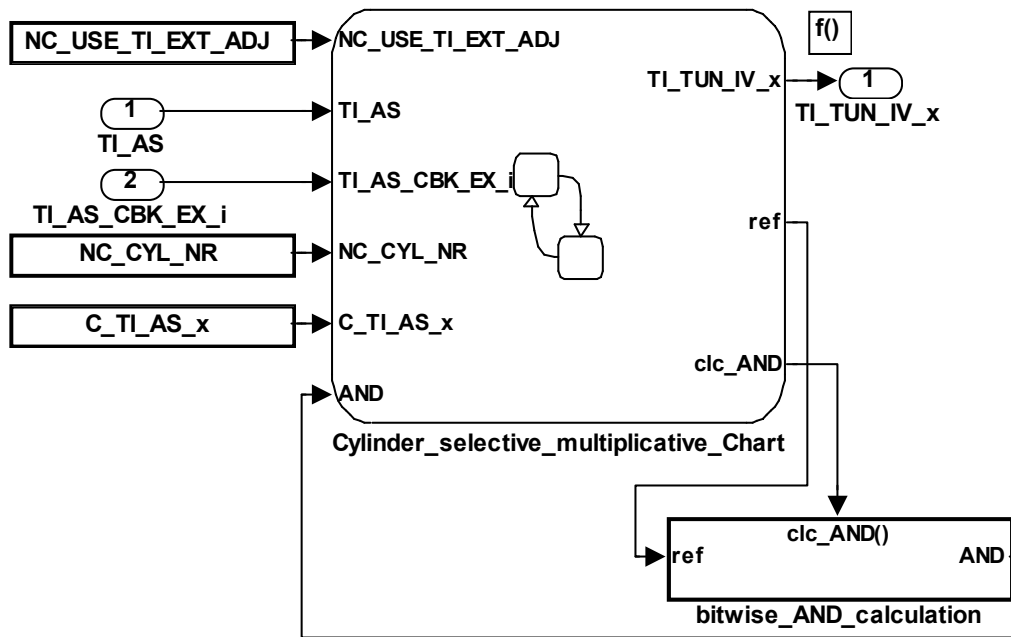 NC_USE_TI_EXT_ADJ
NC_USE_TI_EXT_ADJ
f()
TI_TUN_IV_x
1
TI_TUN_IV_x
1
TI_AS
TI_AS
2
TI_AS_CBK_EX_i
TI_AS_CBK_EX_i
ref
NC_CYL_NR
NC_CYL_NR
C_TI_AS_x
C_TI_AS_x
clc_AND
AND
Cylinder_selective_multiplicative_Chart
clc_AND()
ref
AND
bitwise_AND_calculation